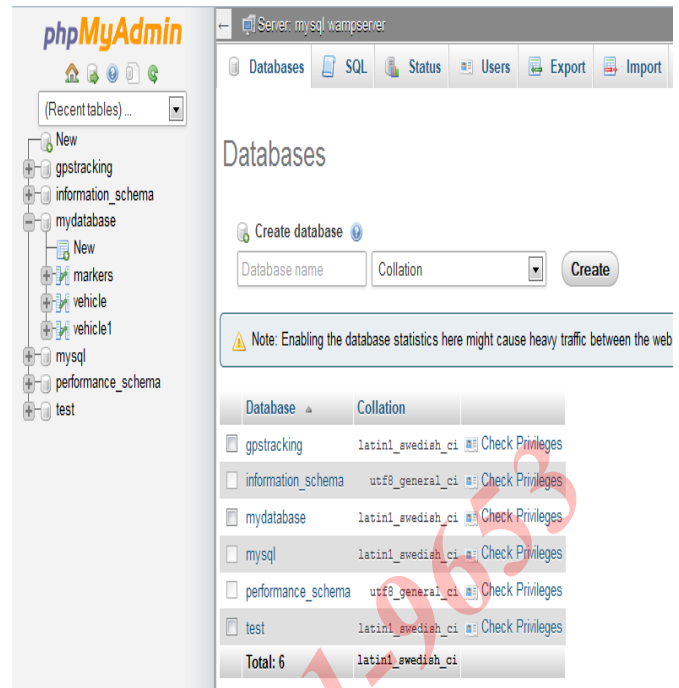 phpMyAdmin
(Recent tables) ...
New
gpstracking
information_schema
mydatabase
New
markers
vehicle
vehicle1
mysql
performance_schema
test
Server: mysql wampserver
Databases SQL Status Users Export Import
Databases
Create database
Database name Collation Create
Note: Enabling the database statistics here might cause heavy traffic between the web
Database Collation
gpstracking latin1_swedish_ci Check Privileges
information_schema utf8_general_ci Check Privileges
mydatabase latin1_swedish_ci Check Privileges
mysql latin1_swedish_ci Check Privileges
performance_schema utf8_general_ci Check Privileges
test latin1_swedish_ci Check Privileges
Total: 6 latin1_swedish_ci
1-9653